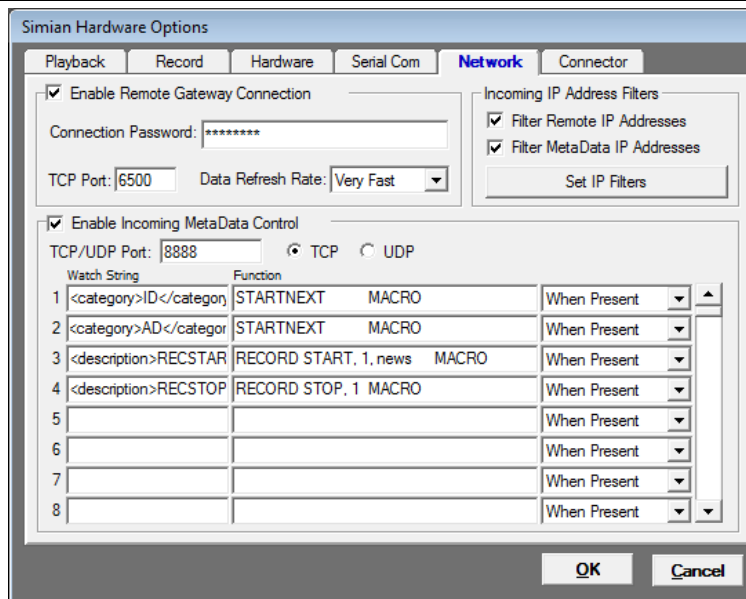 Simian Hardware Options
Playback Record Hardware Serial Com Network Connector
Enable Remote Gateway Connection
Connection Password: ********
TCP Port: 6500 Data Refresh Rate: Very Fast
Incoming IP Address Filters
Filter Remote IP Addresses
Filter MetaData IP Addresses
Set IP Filters
Enable Incoming MetaData Control
TCP/UDP Port: 8888 TCP UDP
Watch String Function
1 <category>ID</category STARTNEXT MACRO When Present
2 <category>AD</categor STARTNEXT MACRO When Present
3 <description>RECSTAR RECORD START, 1, news MACRO When Present
4 <description>RECSTOP RECORD STOP, 1 MACRO When Present
5 When Present
6 When Present
7 When Present
8 When Present
OK Cancel